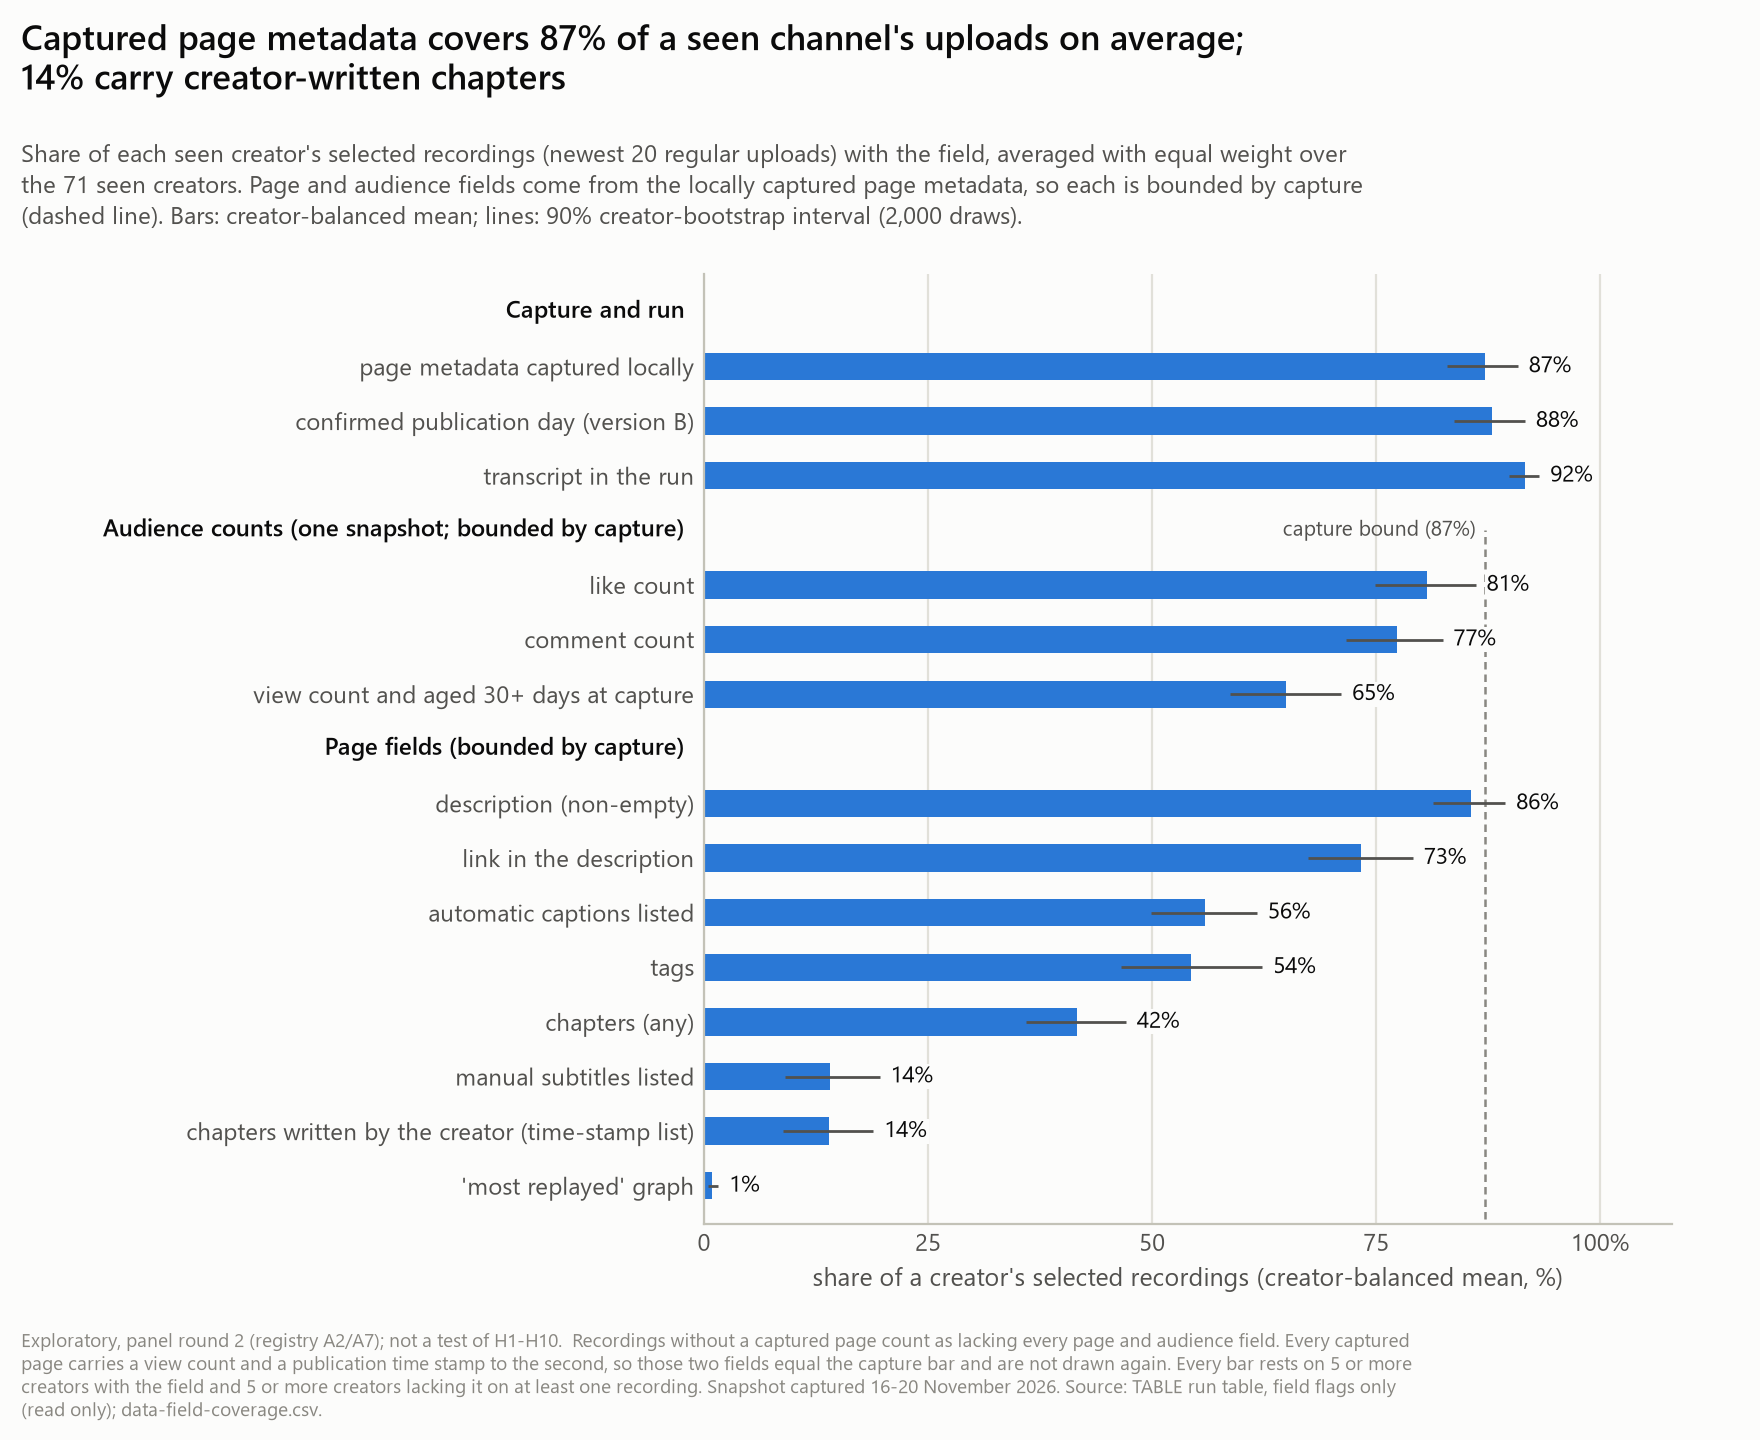 Captured page metadata covers 87% of a seen channel's uploads on average;
14% carry creator-written chapters
Share of each seen creator's selected recordings (newest 20 regular uploads) with the field, averaged with equal weight over
the 71 seen creators. Page and audience fields come from the locally captured page metadata, so each is bounded by capture
(dashed line). Bars: creator-balanced mean; lines: 90% creator-bootstrap interval (2,000 draws).
Capture and run
page metadata captured locally 87%
confirmed publication day (version B) 88%
transcript in the run 92%
Audience counts (one snapshot; bounded by capture) capture bound (87%)
like count 81%
comment count 77%
view count and aged 30+ days at capture 65%
Page fields (bounded by capture)
description (non-empty) 86%
link in the description 73%
automatic captions listed 56%
tags 54%
chapters (any) 42%
manual subtitles listed 14%
chapters written by the creator (time-stamp list) 14%
'most replayed' graph 1%
0 25 50 75 100%
share of a creator's selected recordings (creator-balanced mean, %)
Exploratory, panel round 2 (registry A2/A7); not a test of H1-H10. Recordings without a captured page count as lacking every page and audience field. Every captured
page carries a view count and a publication time stamp to the second, so those two fields equal the capture bar and are not drawn again. Every bar rests on 5 or more
creators with the field and 5 or more creators lacking it on at least one recording. Snapshot captured 16-20 November 2026. Source: TABLE run table, field flags only
(read only); data-field-coverage.csv.